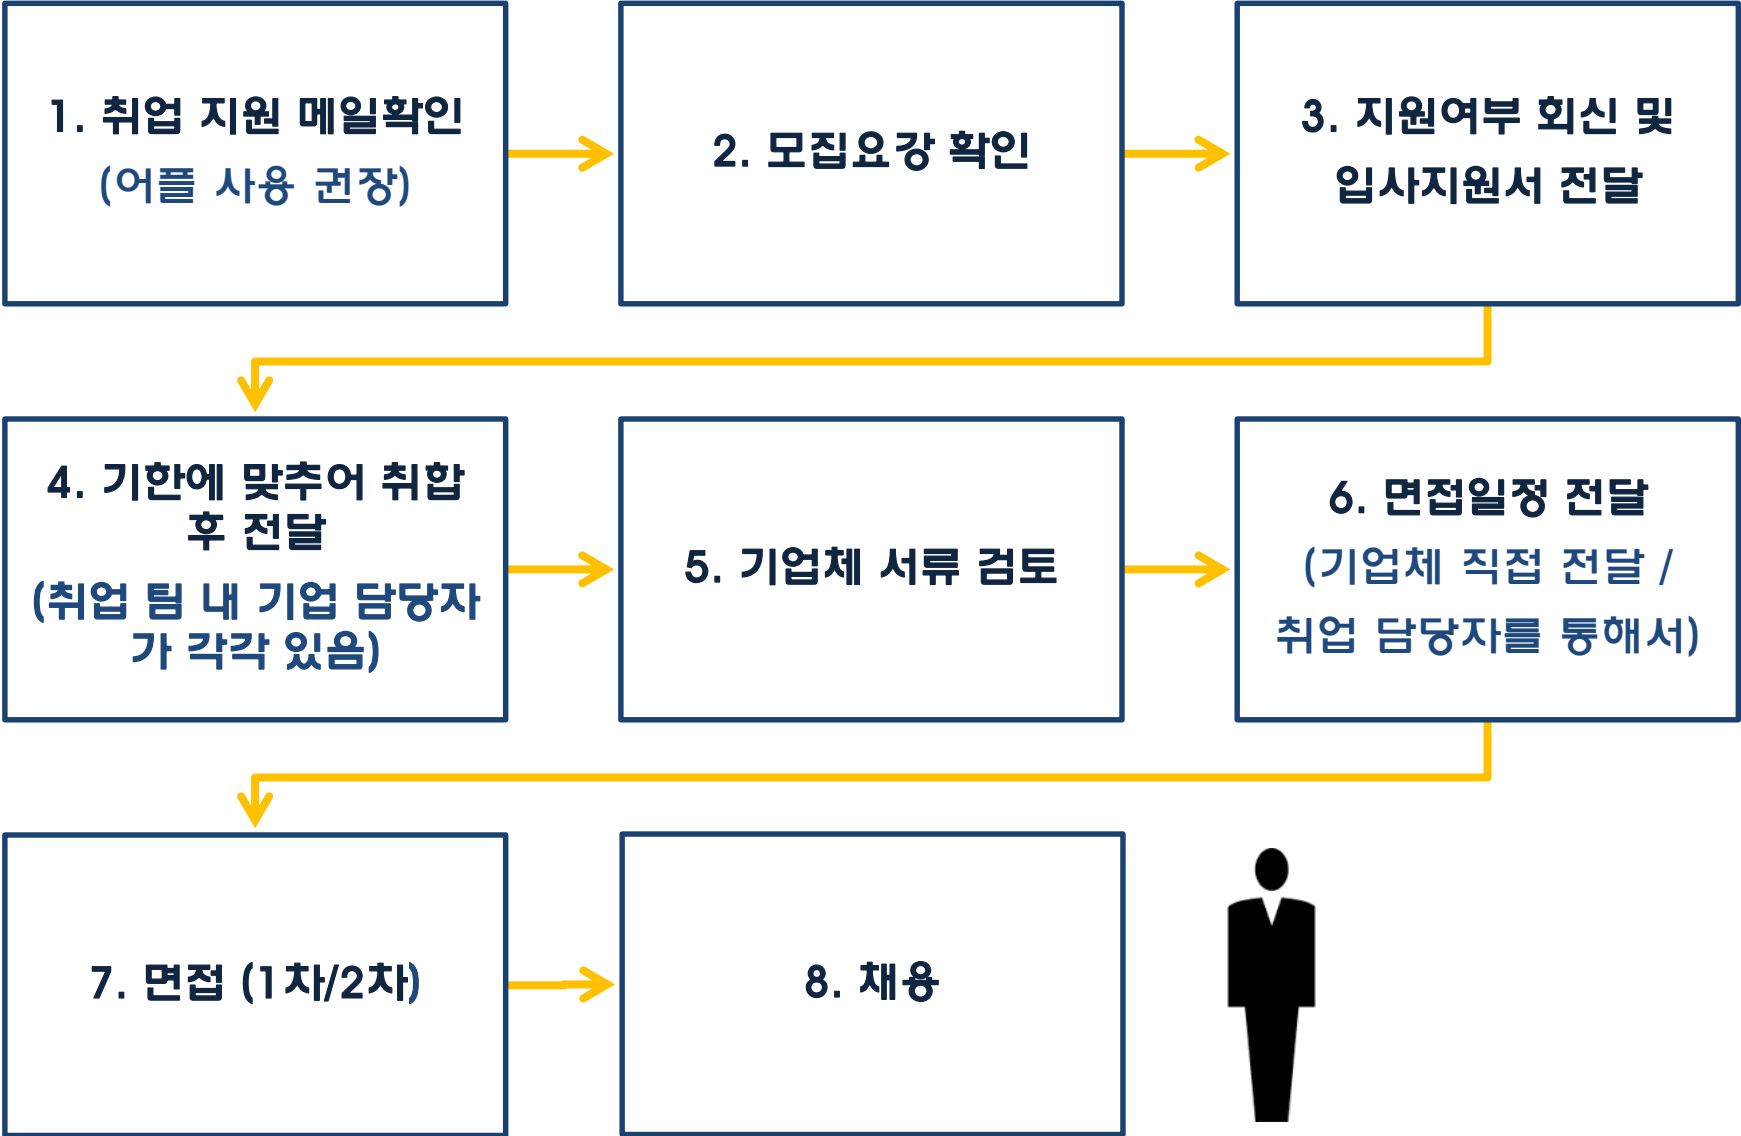 1. 취업 지원 메일확인
(어플 사용 권장)
2. 모집요강 확인
3. 지원여부 회신 및
입사지원서 전달
4. 기한에 맞추어 취합
후 전달
(취업 팀 내 기업 담당자
가 각각 있음)
5. 기업체 서류 검토
6. 면접일정 전달
(기업체 직접 전달 /
취업 담당자를 통해서)
7. 면접 (1차/2차)
8. 채용